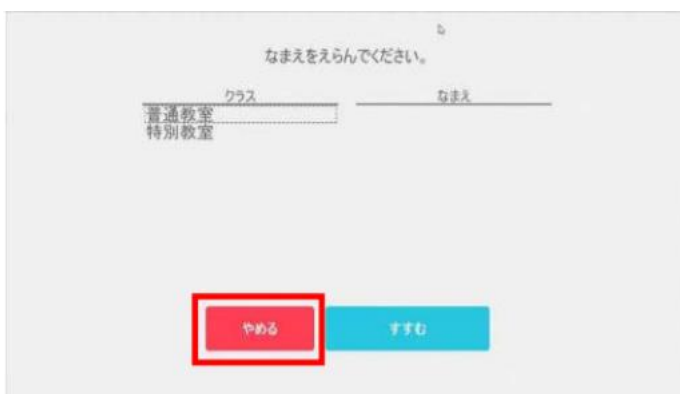 なまえをえらんでください。
クラス なまえ
普通教室
特別教室
やめる すすむ